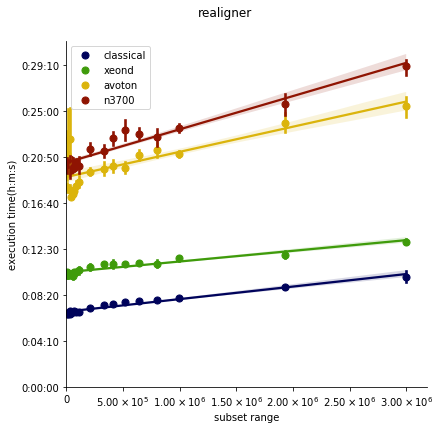 realigner
classical
xeond
avoton
n3700
0:29:10
0:25:00
0:20:50
0:16:40
0:12:30
0:08:20
0:04:10
0:00:00
execution time(h:m:s)
0 5.00 × 10⁵ 1.00 × 10⁶ 1.50 × 10⁶ 2.00 × 10⁶ 2.50 × 10⁶ 3.00 × 10⁶
subset range